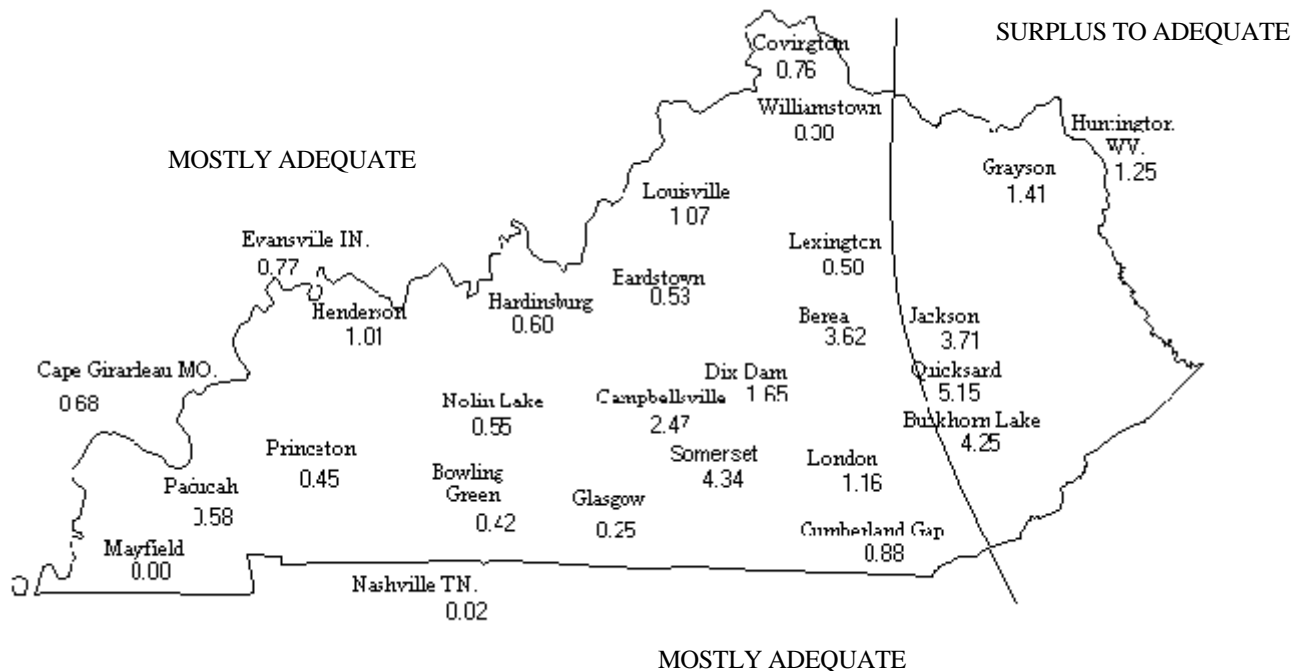 SURPLUS TO ADEQUATE
Covington
0.76
Williamstown
Huntington
WV.
1.25
MOSTLY ADEQUATE
Grayson
1.41
Louisville
1.07
Evansville IN.
0.77
Lexington
0.50
Bardstown
0.53
Hardinsburg
0.60
Henderson
1.01
Berea
3.62
Jackson
3.71
Cape Girardeau MO.
0.68
Dix Dam
1.65
Quicksand
5.15
Nolin Lake
0.55
Campbellsville
2.47
Buckhorn Lake
4.25
Princeton
0.45
Somerset
4.34
London
1.16
Paducah
0.58
Bowling
Green
0.42
Glasgow
0.25
Cumberland Gap
0.88
Mayfield
0.00
Nashville TN.
0.02
MOSTLY ADEQUATE